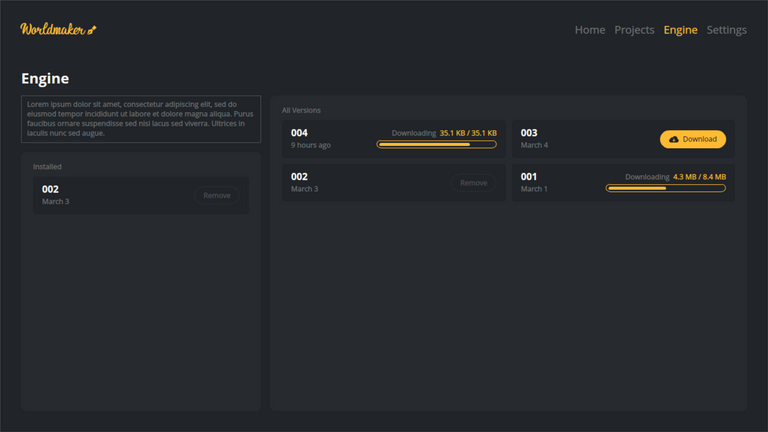 Worldmaker
Home Projects Engine Settings
Engine
Lorem ipsum dolor sit amet, consectetur adipiscing elit, sed do
eiusmod tempor incididunt ut labore et dolore magna aliqua. Purus
faucibus ornare suspendisse sed nisi lacus sed viverra. Ultrices in
iaculis nunc sed augue.
Installed
002
March 3
Remove
All Versions
004
9 hours ago
Downloading 35.1 KB / 35.1 KB
003
March 4
Download
002
March 3
Remove
001
March 1
Downloading 4.3 MB / 8.4 MB